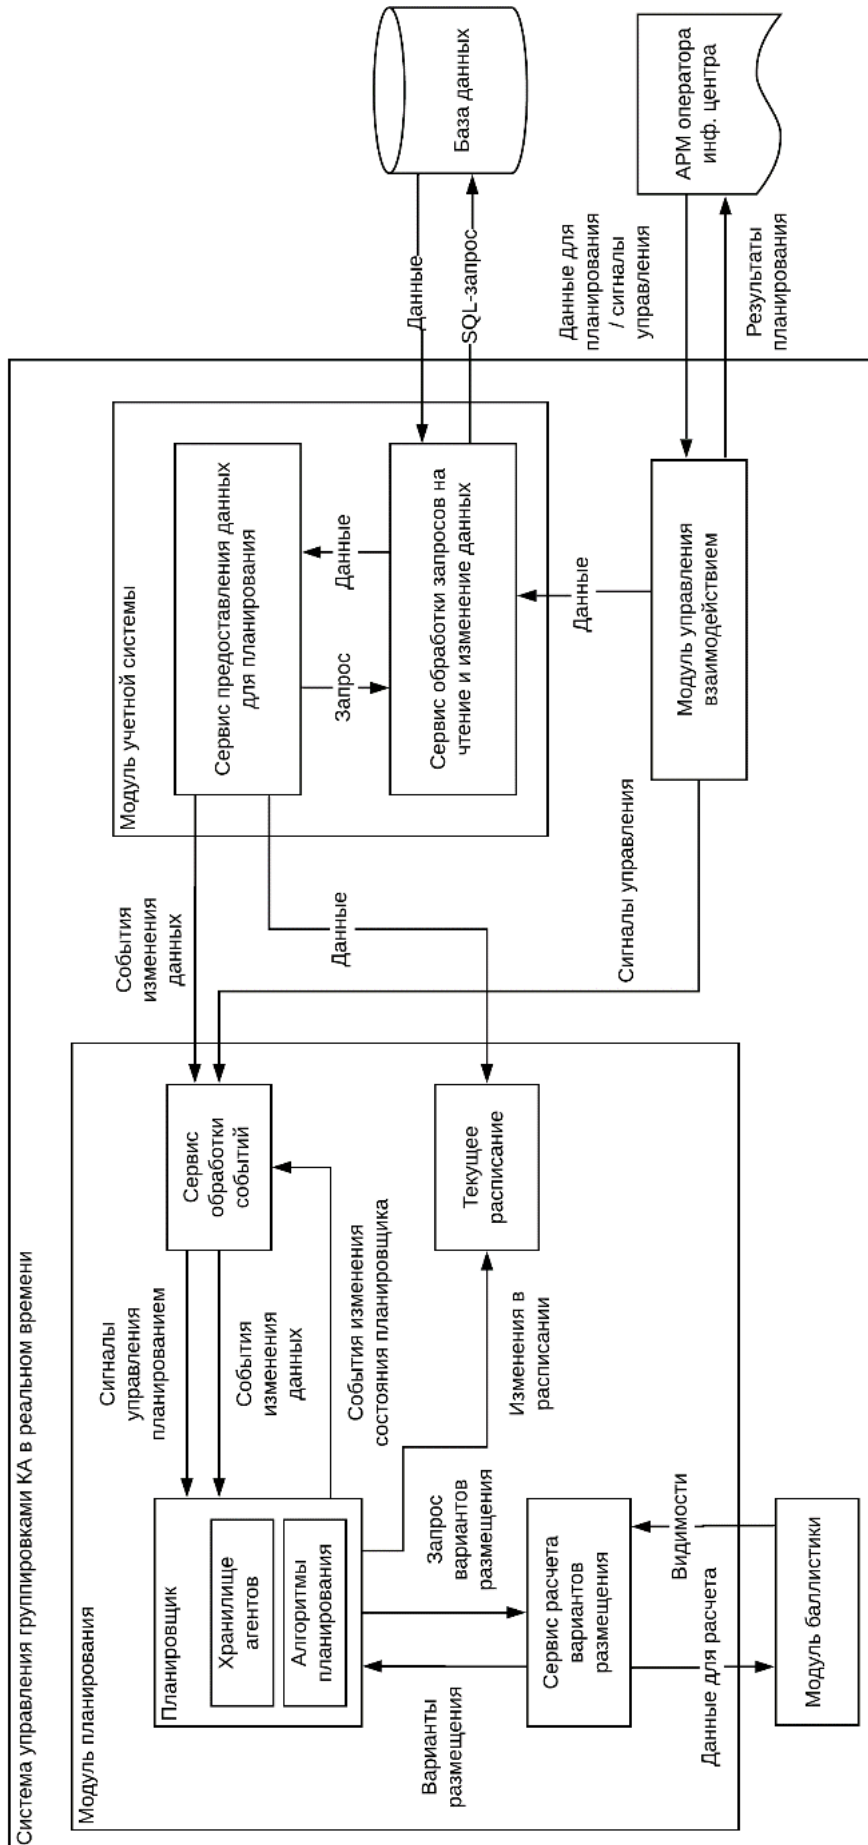 Система управления группировками КА в реальном времени
Модуль планирования
Планировщик
Хранилище
агентов
Алгоритмы
планирования
Сигналы
управления
планированием
События
изменения
данных
События изменения
состояния планировщика
Сервис
обработки
событий
Изменения в
расписании
Текущее
расписание
Варианты
размещения
Запрос
вариантов
размещения
Сервис расчета
вариантов
размещения
Данные для расчета
Видимости
Модуль баллистики
События
изменения
данных
Данные
Сигналы управления
Модуль учетной системы
Сервис предоставления данных
для планирования
Запрос
Данные
Сервис обработки запросов на
чтение и изменение данных
Данные
Модуль управления
взаимодействием
Данные
SQL-запрос
База данных
Данные для
планирования
/ сигналы
управления
Результаты
планирования
АРМ оператора
инф. центра